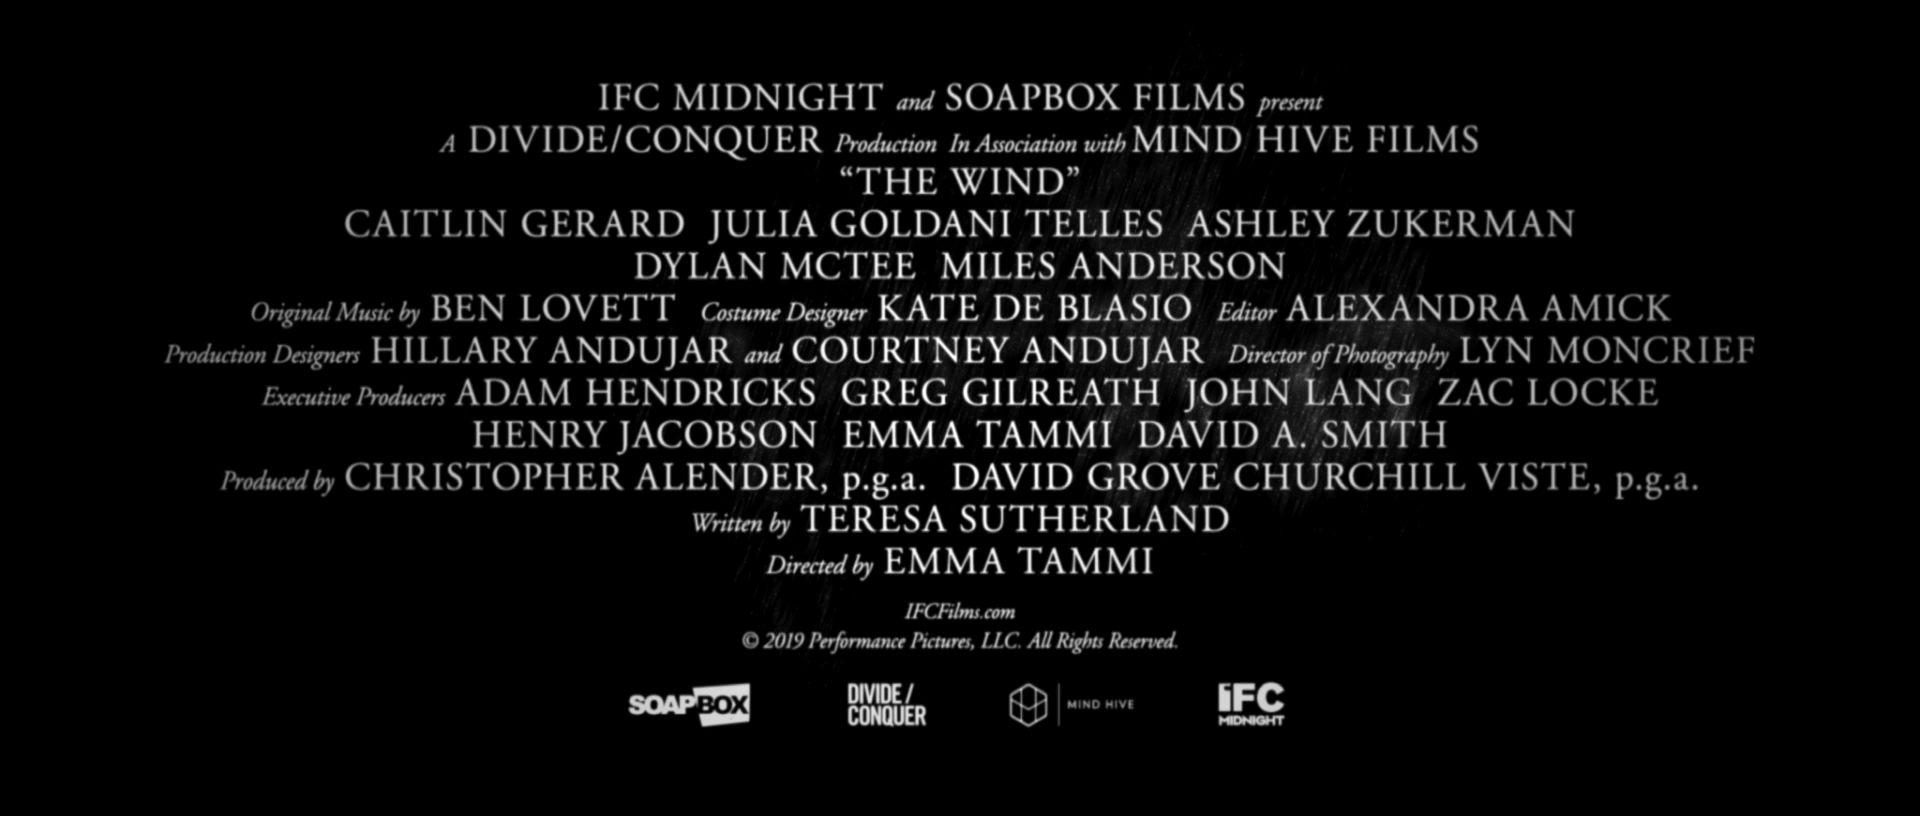 IFC MIDNIGHT and SOAPBOX FILMS present
A DIVIDE/CONQUER Production In Association with MIND HIVE FILMS
“THE WIND”
CAITLIN GERARD JULIA GOLDANI TELLES ASHLEY ZUKERMAN
DYLAN MCTEE MILES ANDERSON
Original Music by BEN LOVETT Costume Designer KATE DE BLASIO Editor ALEXANDRA AMICK
Production Designers HILLARY ANDUJAR and COURTNEY ANDUJAR Director of Photography LYN MONCRIEF
Executive Producers ADAM HENDRICKS GREG GILREATH JOHN LANG ZAC LOCKE
HENRY JACOBSON EMMA TAMMI DAVID A. SMITH
Produced by CHRISTOPHER ALENDER, p.g.a. DAVID GROVE CHURCHILL VISTE, p.g.a.
Written by TERESA SUTHERLAND
Directed by EMMA TAMMI
IFCFilms.com
© 2019 Performance Pictures, LLC. All Rights Reserved.
SOAPBOX
DIVIDE/
CONQUER
MIND HIVE
IFC
MIDNIGHT